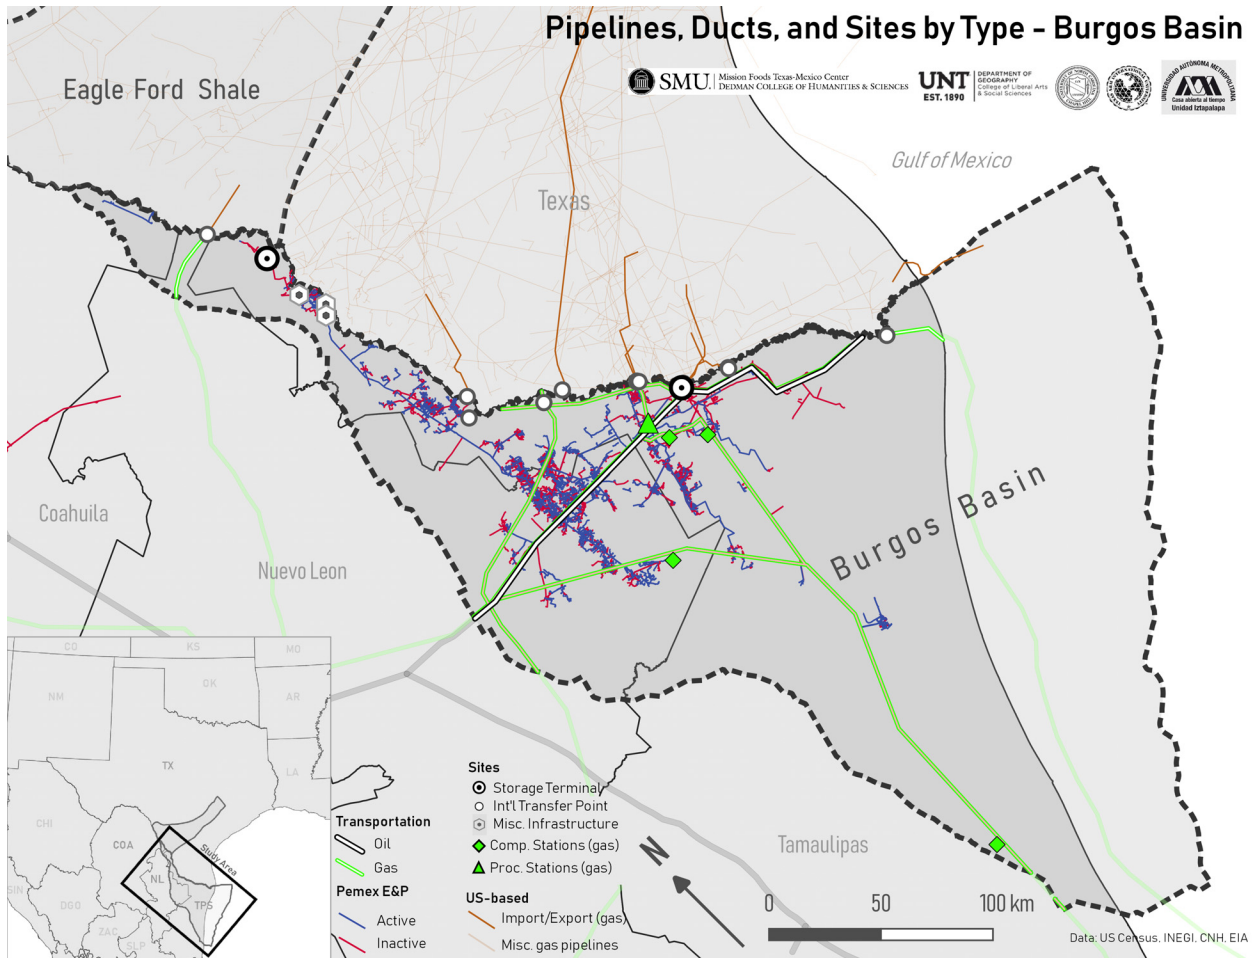 Pipelines, Ducts, and Sites by Type - Burgos Basin
SMU.
Mission Foods Texas-Mexico Center
DEDMAN COLLEGE OF HUMANITIES & SCIENCES
UNT
EST. 1890
DEPARTMENT OF
GEOGRAPHY
College of Liberal Arts
& Social Sciences
UNIVERSIDAD AUTÓNOMA METROPOLITANA
Casa abierta al tiempo
Unidad Iztapalapa
Eagle Ford Shale
Gulf of Mexico
Texas
Burgos Basin
Coahuila
Nuevo Leon
Tamaulipas
CO
KS
MO
NM
OK
AR
TX
LA
CHI
COA
Study Area
NL
SIN
DGO
TPS
ZAC
SLP
Transportation
Oil
Gas
Pemex E&P
Active
Inactive
Sites
Storage Terminal
Int'l Transfer Point
Misc. Infrastructure
Comp. Stations (gas)
Proc. Stations (gas)
US-based
Import/Export (gas)
Misc. gas pipelines
N
0 50 100 km
Data: US Census, INEGI, CNH, EIA